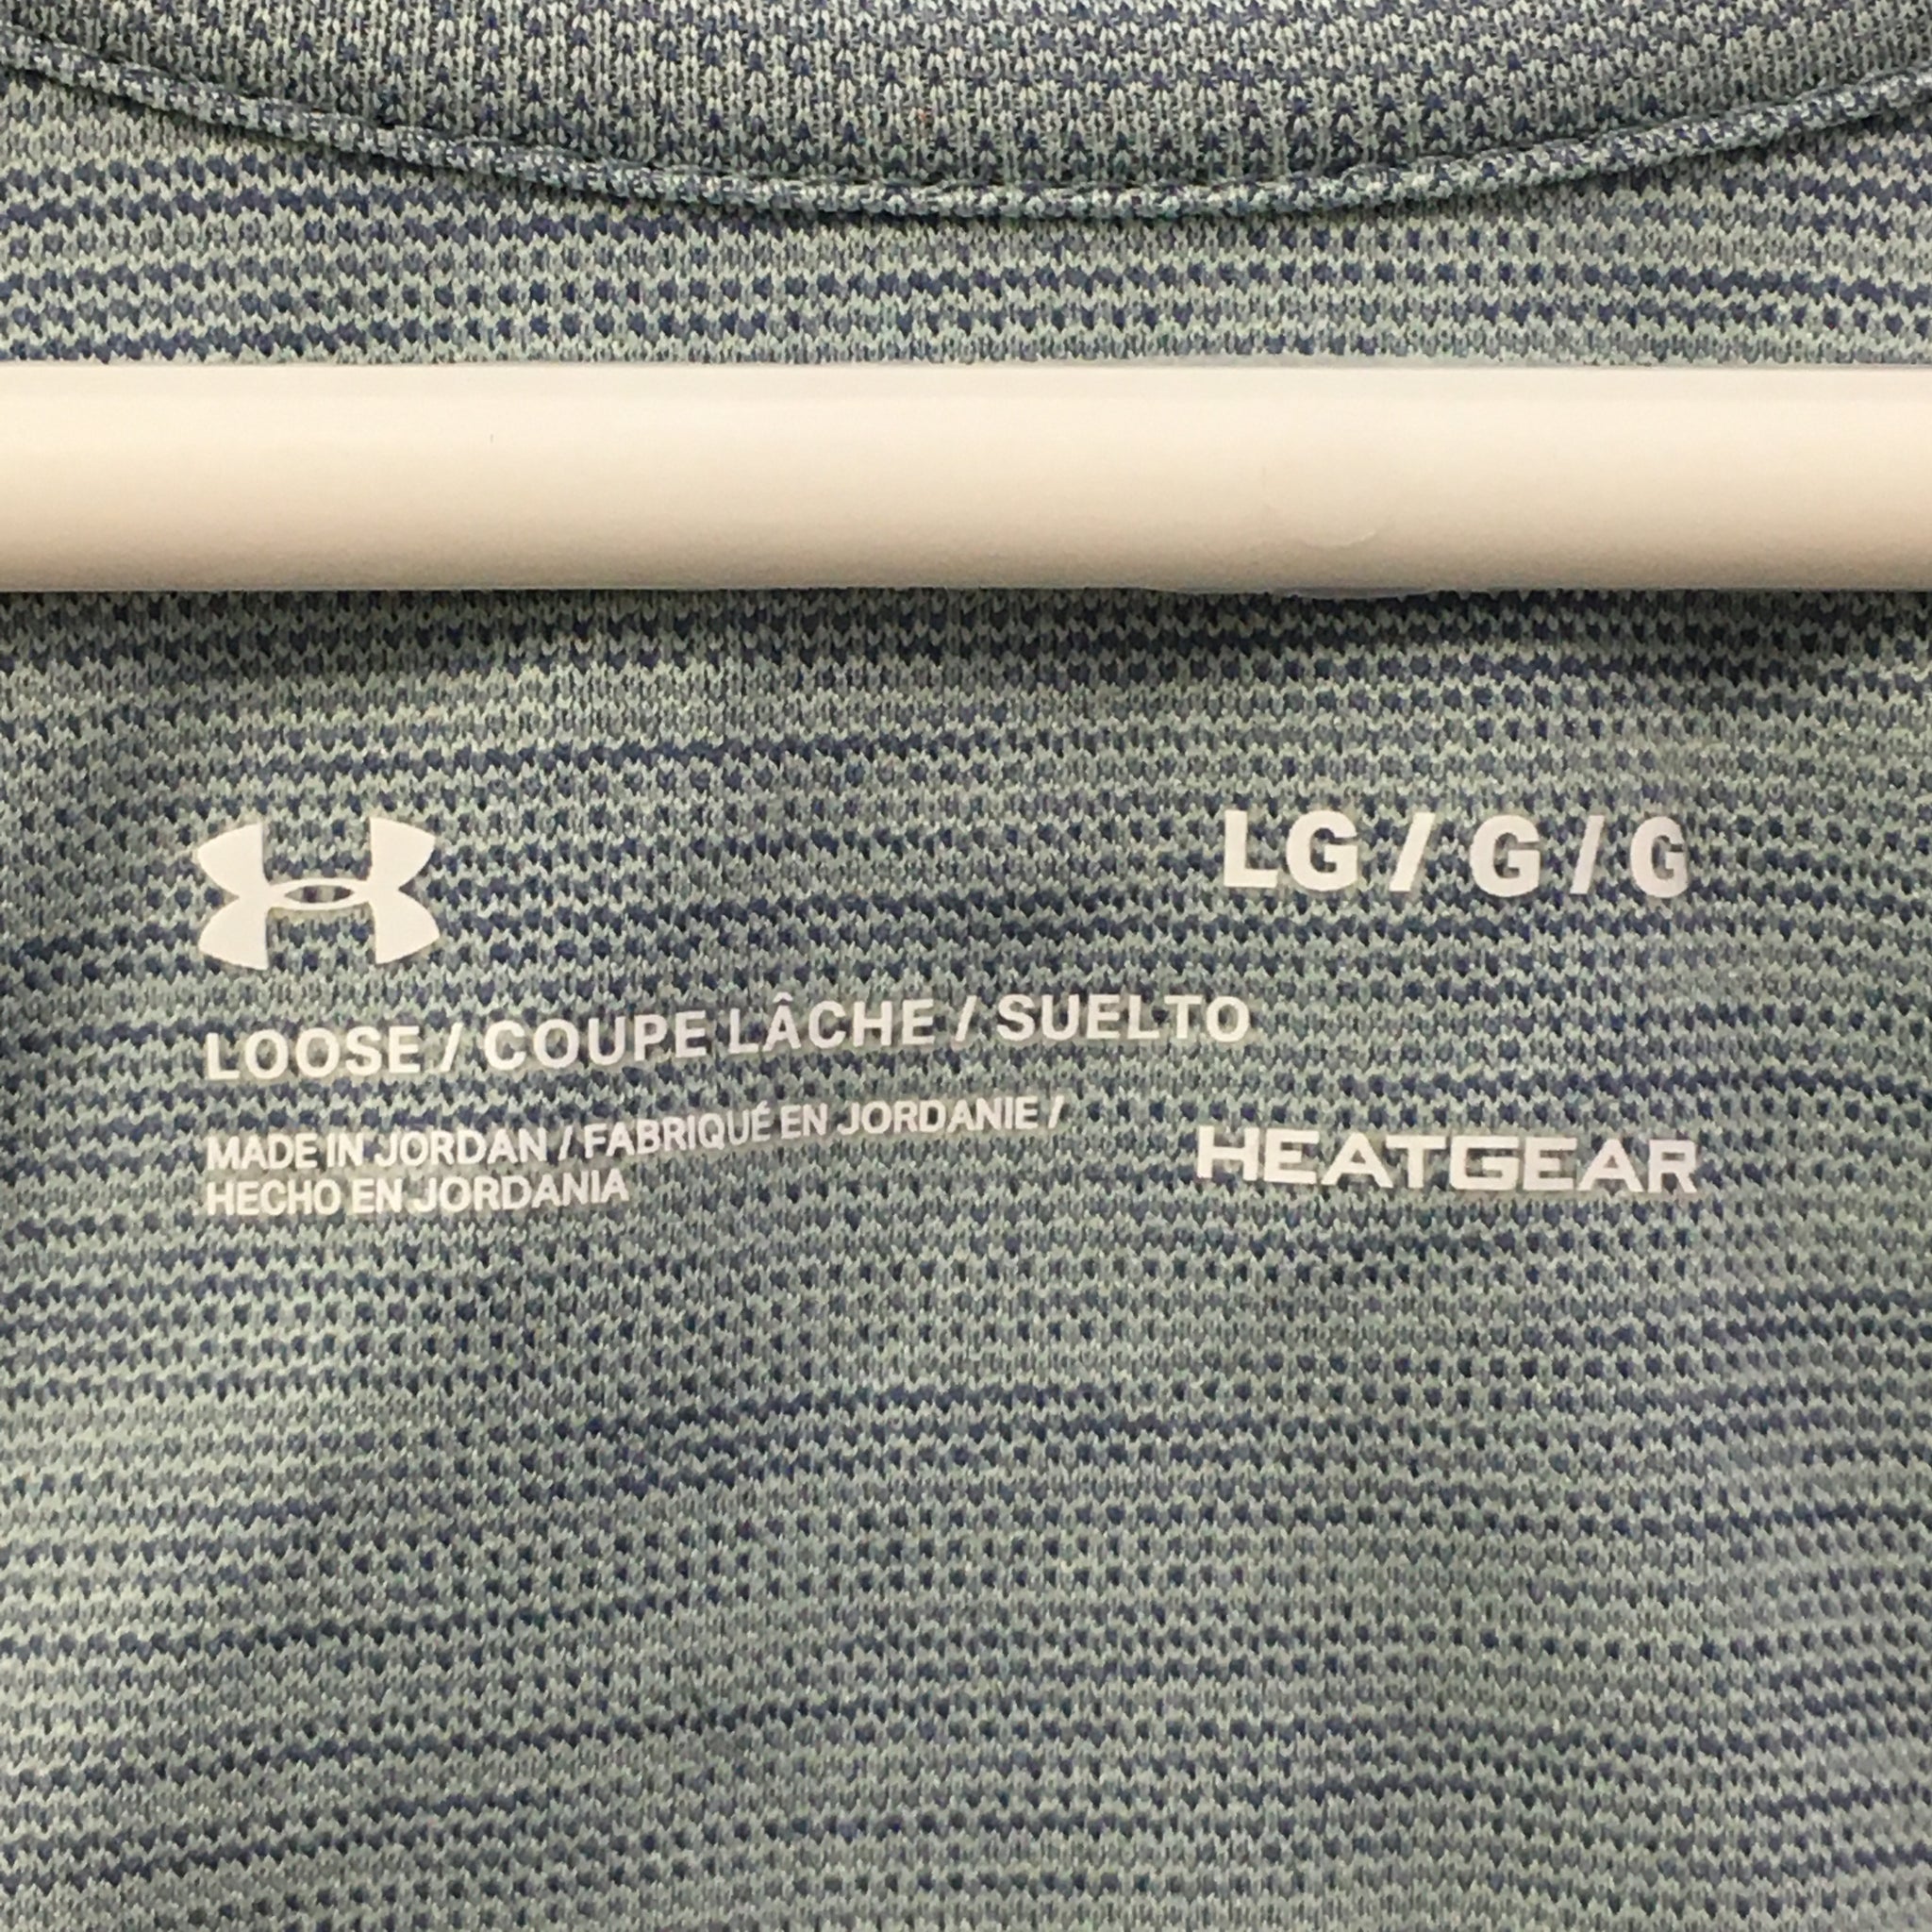 LG / G / G
LOOSE / COUPE LÂCHE / SUELTO
MADE IN JORDAN / FABRIQUÉ EN JORDANIE /
HECHO EN JORDANIA
HEATGEAR